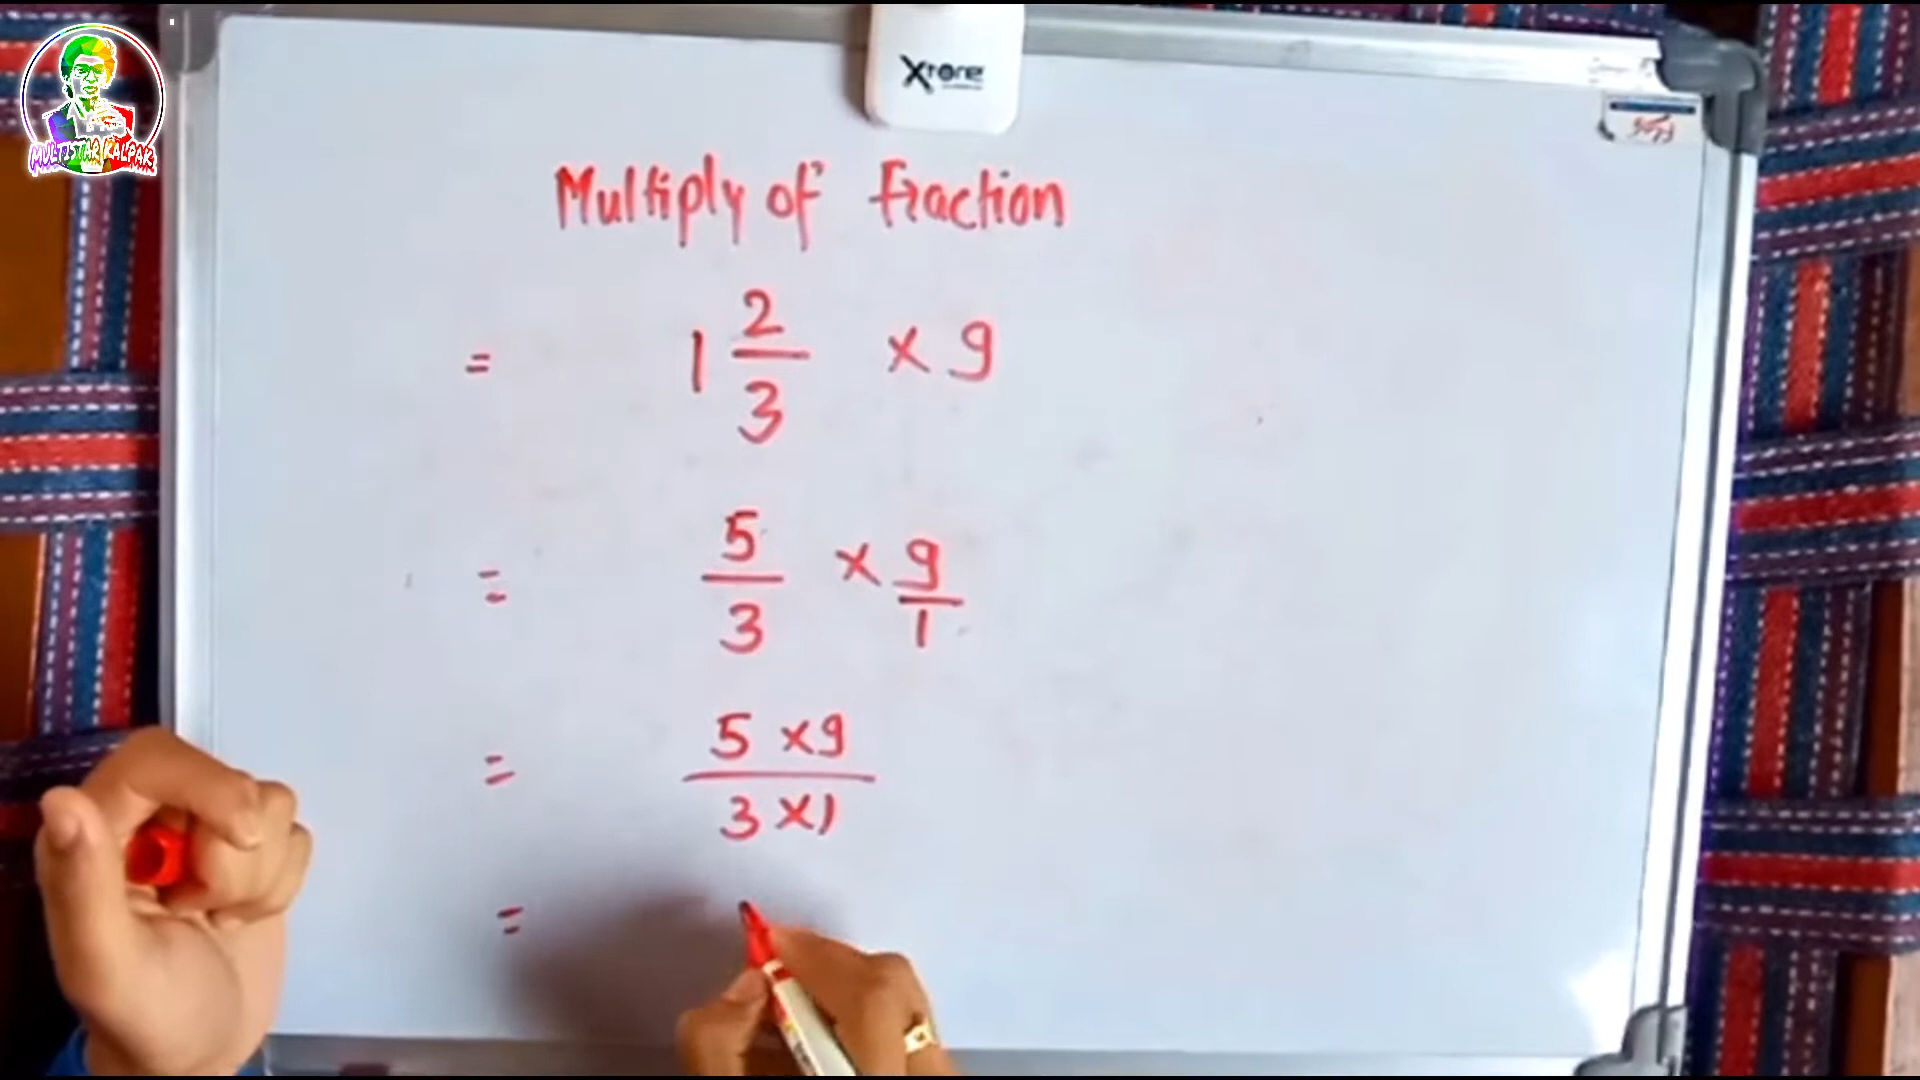 MULTISTAR KALPAK
Xtore
Multiply of Fraction
= 1 2/3 × 9
= 5/3 × 9/1
= 5 × 9 / 3 × 1
=